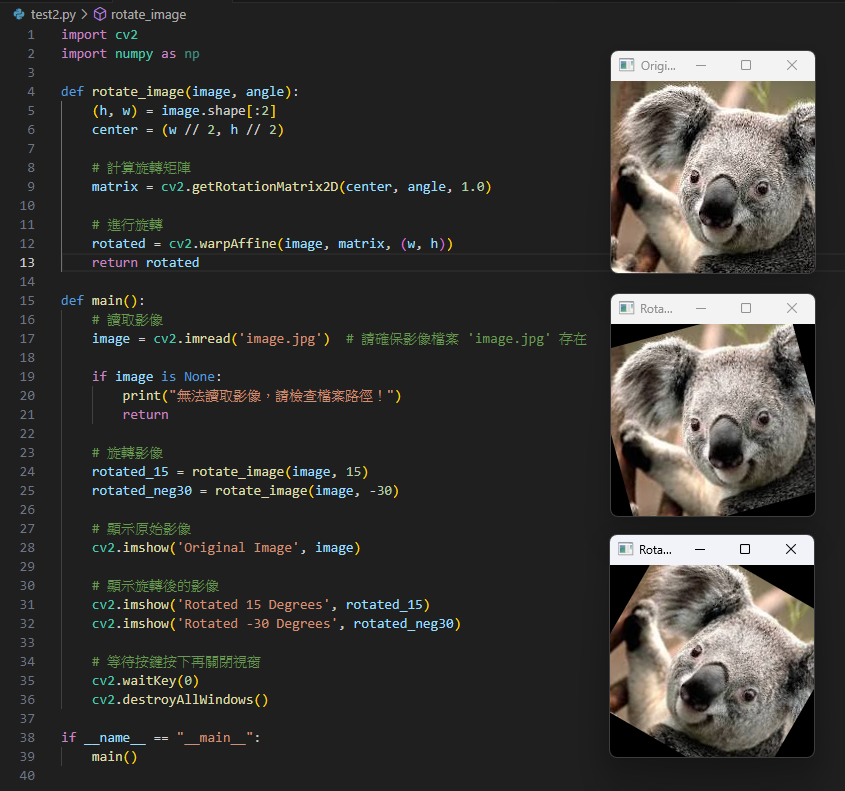 test2.py > rotate_image
1 import cv2
2 import numpy as np
3
4 def rotate_image(image, angle):
5     (h, w) = image.shape[:2]
6     center = (w // 2, h // 2)
7
8     # 計算旋轉矩陣
9     matrix = cv2.getRotationMatrix2D(center, angle, 1.0)
10
11     # 進行旋轉
12     rotated = cv2.warpAffine(image, matrix, (w, h))
13     return rotated
14
15 def main():
16     # 讀取影像
17     image = cv2.imread('image.jpg')  # 請確保影像檔案 'image.jpg' 存在
18
19     if image is None:
20         print("無法讀取影像，請檢查檔案路徑！")
21         return
22
23     # 旋轉影像
24     rotated_15 = rotate_image(image, 15)
25     rotated_neg30 = rotate_image(image, -30)
26
27     # 顯示原始影像
28     cv2.imshow('Original Image', image)
29
30     # 顯示旋轉後的影像
31     cv2.imshow('Rotated 15 Degrees', rotated_15)
32     cv2.imshow('Rotated -30 Degrees', rotated_neg30)
33
34     # 等待按鍵按下再關閉視窗
35     cv2.waitKey(0)
36     cv2.destroyAllWindows()
37
38 if __name__ == "__main__":
39     main()
40
Origi...
Rota...
Rota...